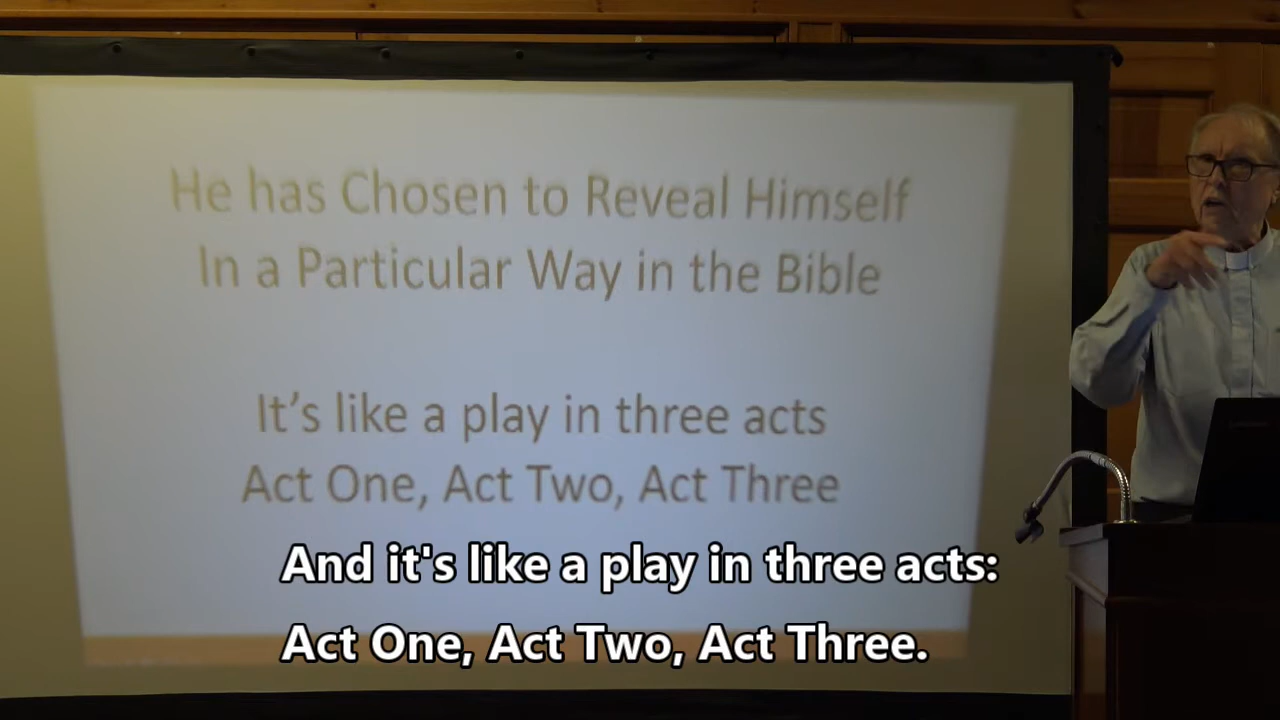 He has Chosen to Reveal Himself
In a Particular Way in the Bible
It's like a play in three acts
Act One, Act Two, Act Three
And it's like a play in three acts:
Act One, Act Two, Act Three.